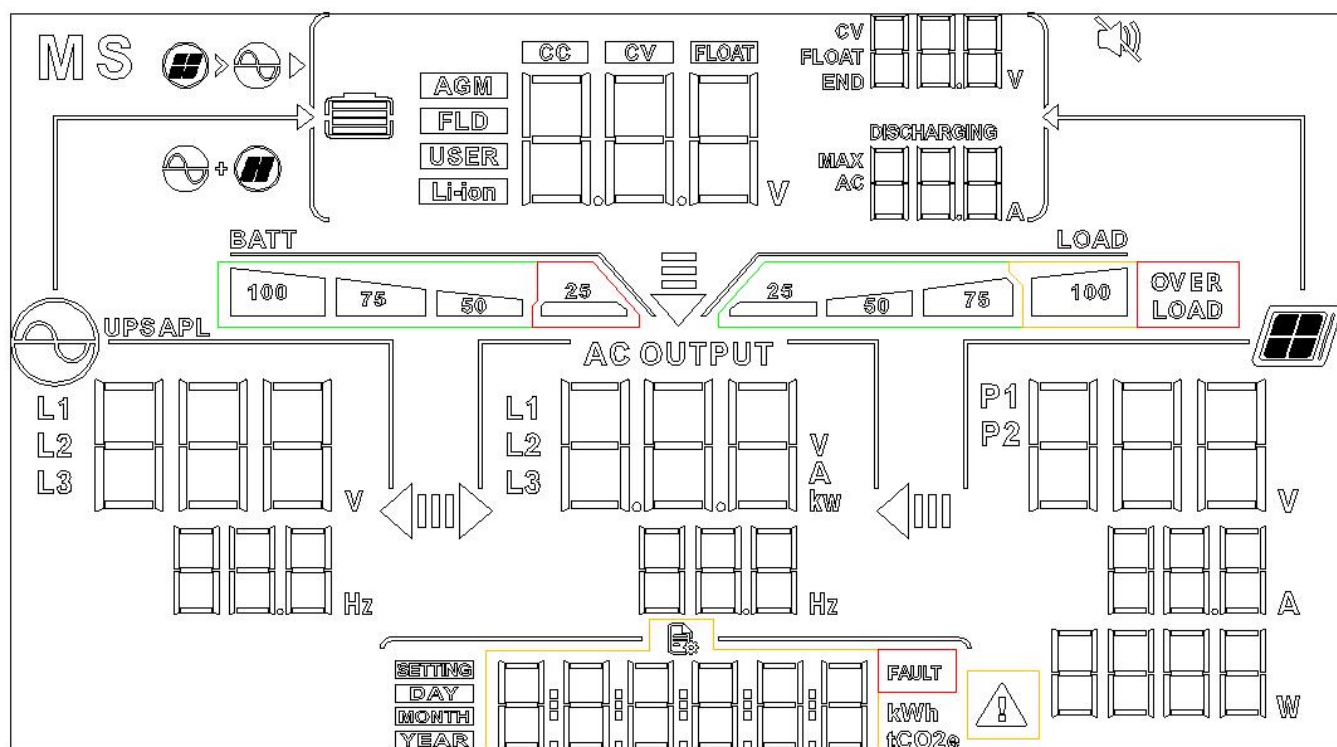 MS
CC CV FLOAT
AGM
FLD
USER
Li-ion
V
CV
FLOAT
END
V
DISCHARGING
MAX
AC
A
BATT
LOAD
100 75 50 25
25 50 75 100
OVER
LOAD
UPS APL
L1
L2
L3
V
Hz
AC OUTPUT
L1
L2
L3
V
A
kw
Hz
P1
P2
V
A
W
SETTING
DAY
MONTH
YEAR
FAULT
kWh
tCO2e